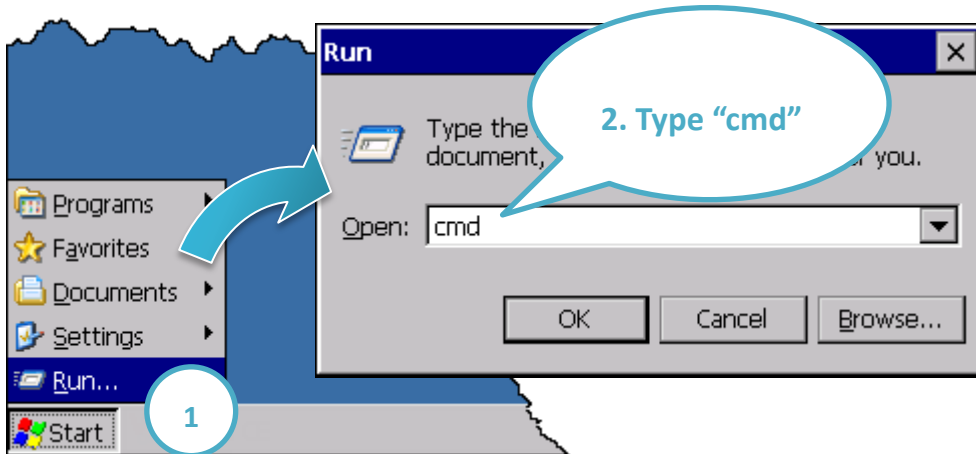 Run
2. Type “cmd”
Type the
document, you.
Open: cmd
OK Cancel Browse...
Programs
Favorites
Documents
Settings
Run...
1
Start